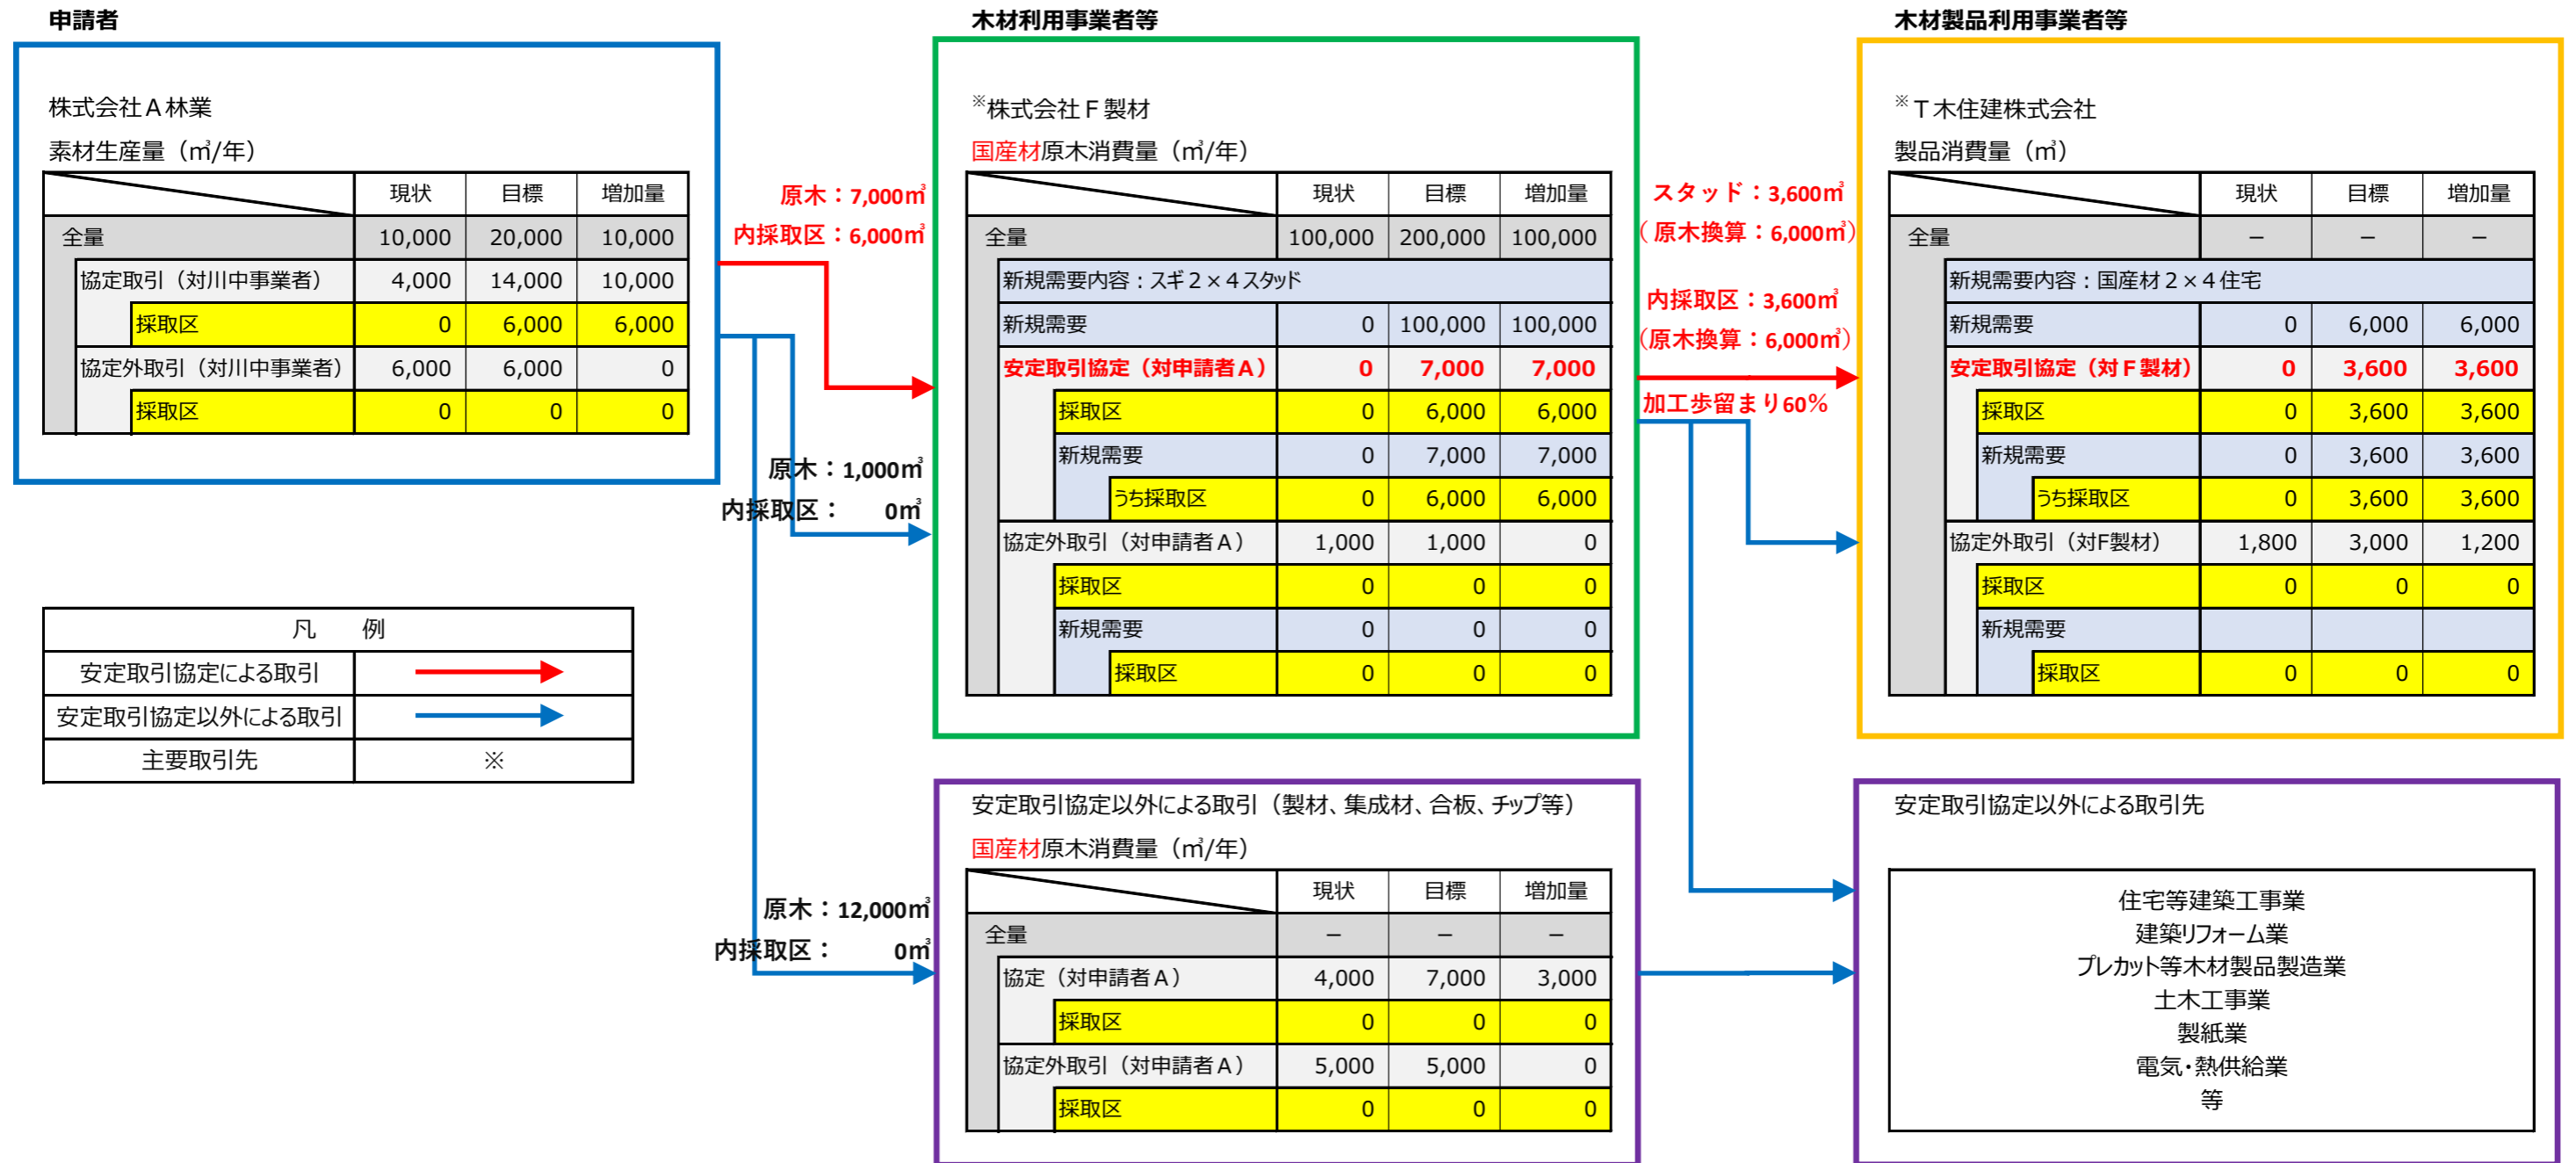 申請者
株式会社Ａ林業
素材生産量（㎥/年）
現状 目標 増加量
全量 10,000 20,000 10,000
協定取引（対川中事業者） 4,000 14,000 10,000
採取区 0 6,000 6,000
協定外取引（対川中事業者） 6,000 6,000 0
採取区 0 0 0
凡　例
安定取引協定による取引
安定取引協定以外による取引
主要取引先 ※
原木：7,000㎥
内採取区：6,000㎥
原木：1,000㎥
内採取区：　0㎥
原木：12,000㎥
内採取区：　0㎥
木材利用事業者等
※株式会社Ｆ製材
国産材原木消費量（㎥/年）
現状 目標 増加量
全量 100,000 200,000 100,000
新規需要内容：スギ２×４スタッド
新規需要 0 100,000 100,000
安定取引協定（対申請者Ａ） 0 7,000 7,000
採取区 0 6,000 6,000
新規需要 0 7,000 7,000
うち採取区 0 6,000 6,000
協定外取引（対申請者Ａ） 1,000 1,000 0
採取区 0 0 0
新規需要 0 0 0
採取区 0 0 0
安定取引協定以外による取引（製材、集成材、合板、チップ等）
国産材原木消費量（㎥/年）
現状 目標 増加量
全量 － － －
協定（対申請者Ａ） 4,000 7,000 3,000
採取区 0 0 0
協定外取引（対申請者Ａ） 5,000 5,000 0
採取区 0 0 0
スタッド：3,600㎥
（原木換算：6,000㎥）
内採取区：3,600㎥
（原木換算：6,000㎥）
加工歩留まり60％
木材製品利用事業者等
※Ｔ木住建株式会社
製品消費量（㎥）
現状 目標 増加量
全量 － － －
新規需要内容：国産材２×４住宅
新規需要 0 6,000 6,000
安定取引協定（対Ｆ製材） 0 3,600 3,600
採取区 0 3,600 3,600
新規需要 0 3,600 3,600
うち採取区 0 3,600 3,600
協定外取引（対F製材） 1,800 3,000 1,200
採取区 0 0 0
新規需要
採取区 0 0 0
安定取引協定以外による取引先
住宅等建築工事業
建築リフォーム業
プレカット等木材製品製造業
土木工事業
製紙業
電気・熱供給業
等